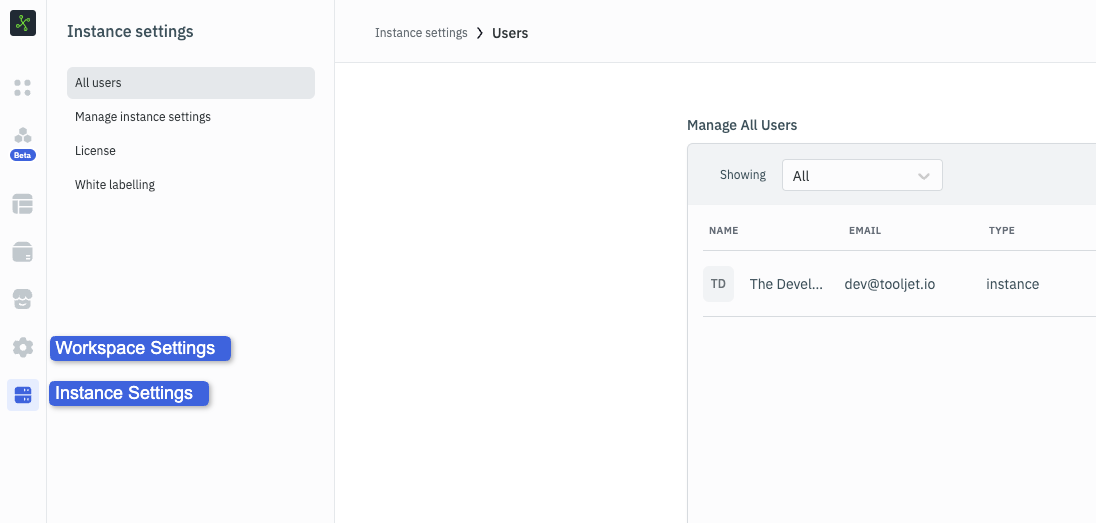 Instance settings
Instance settings ❯ Users
All users
Manage instance settings
License
White labelling
Beta
Workspace Settings
Instance Settings
Manage All Users
Showing All
NAME EMAIL TYPE
TD The Devel... dev@tooljet.io instance